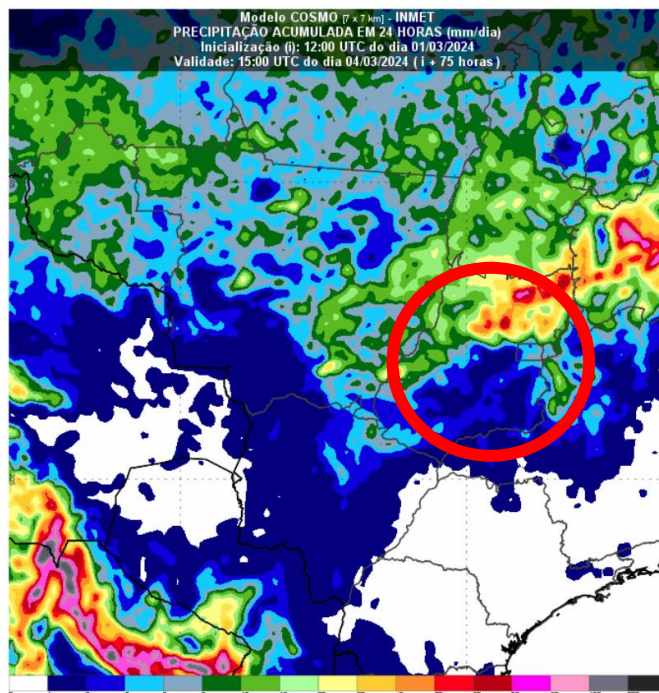 Modelo COSMO [7 x 7 km] - INMET
PRECIPITAÇÃO ACUMULADA EM 24 HORAS (mm/dia)
Inicialização (i): 12:00 UTC do dia 01/03/2024
Validade: 15:00 UTC do dia 04/03/2024 ( i + 75 horas )